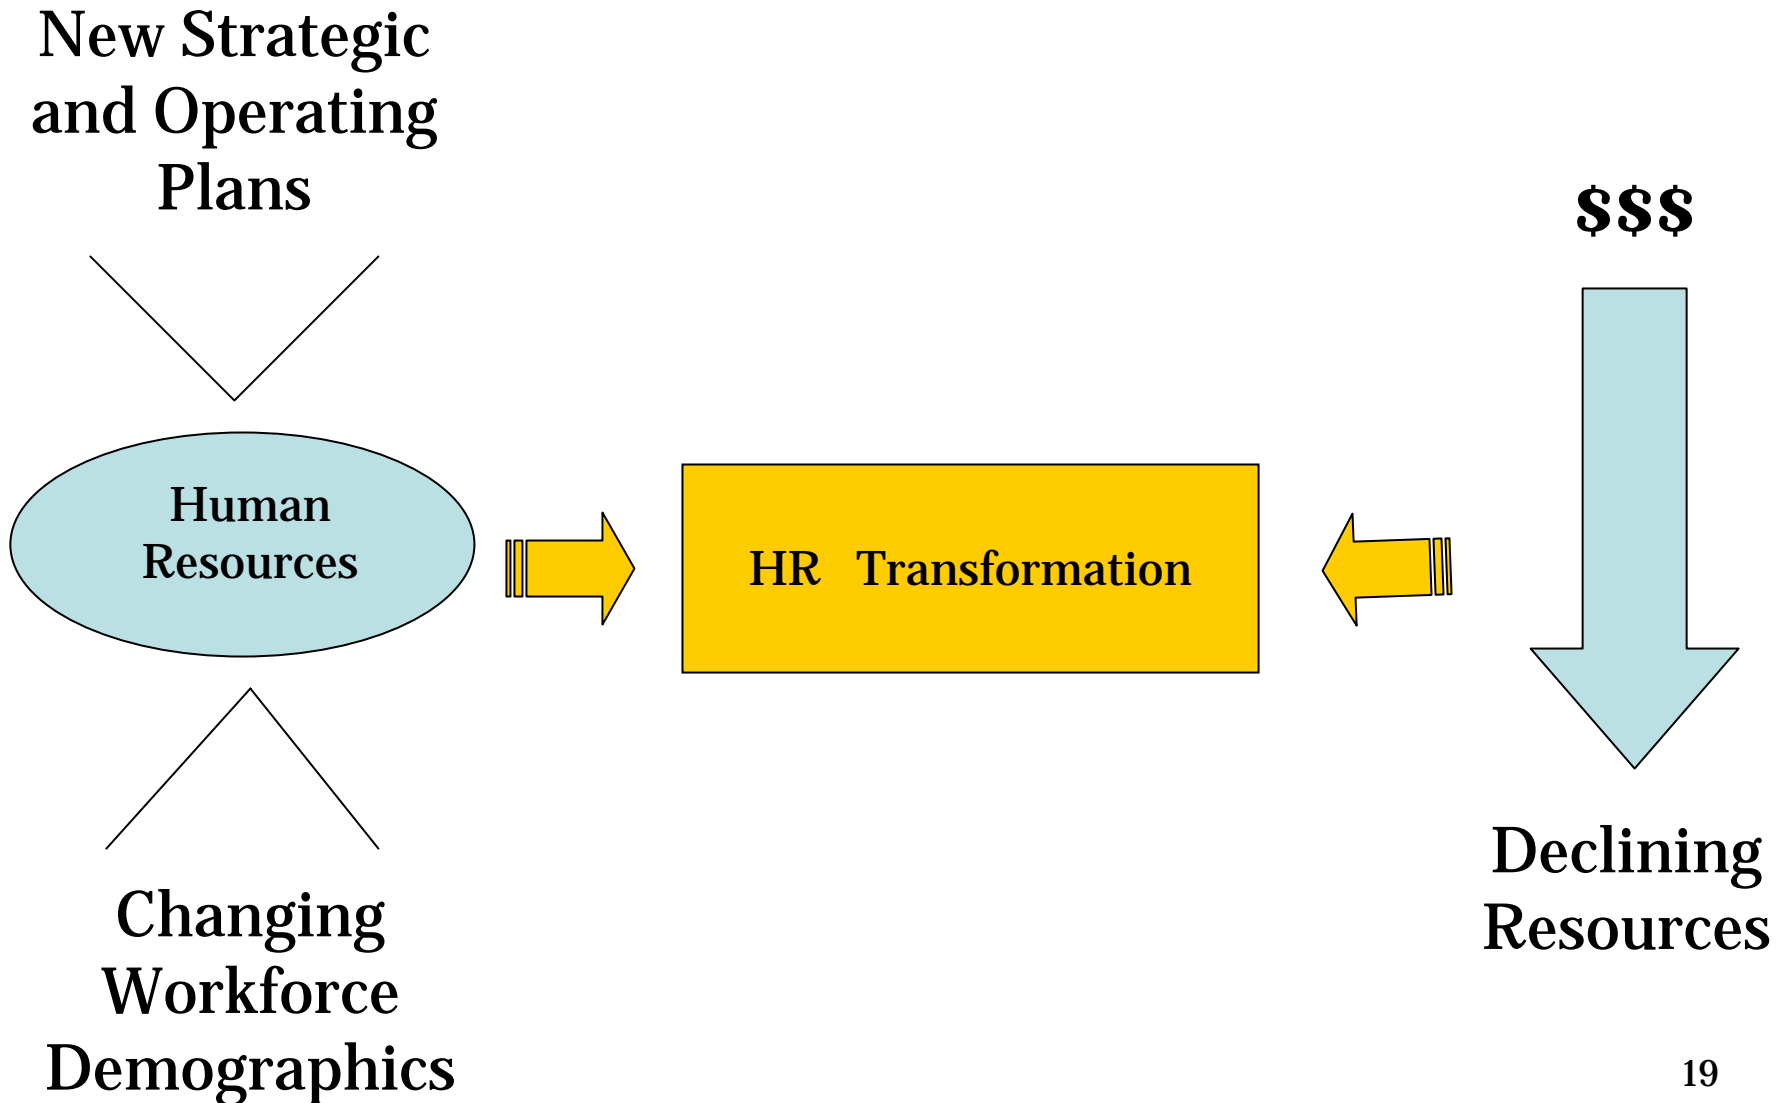 New Strategic
and Operating
Plans
$$$
Human
Resources
HR Transformation
Declining
Resources
Changing
Workforce
Demographics
19